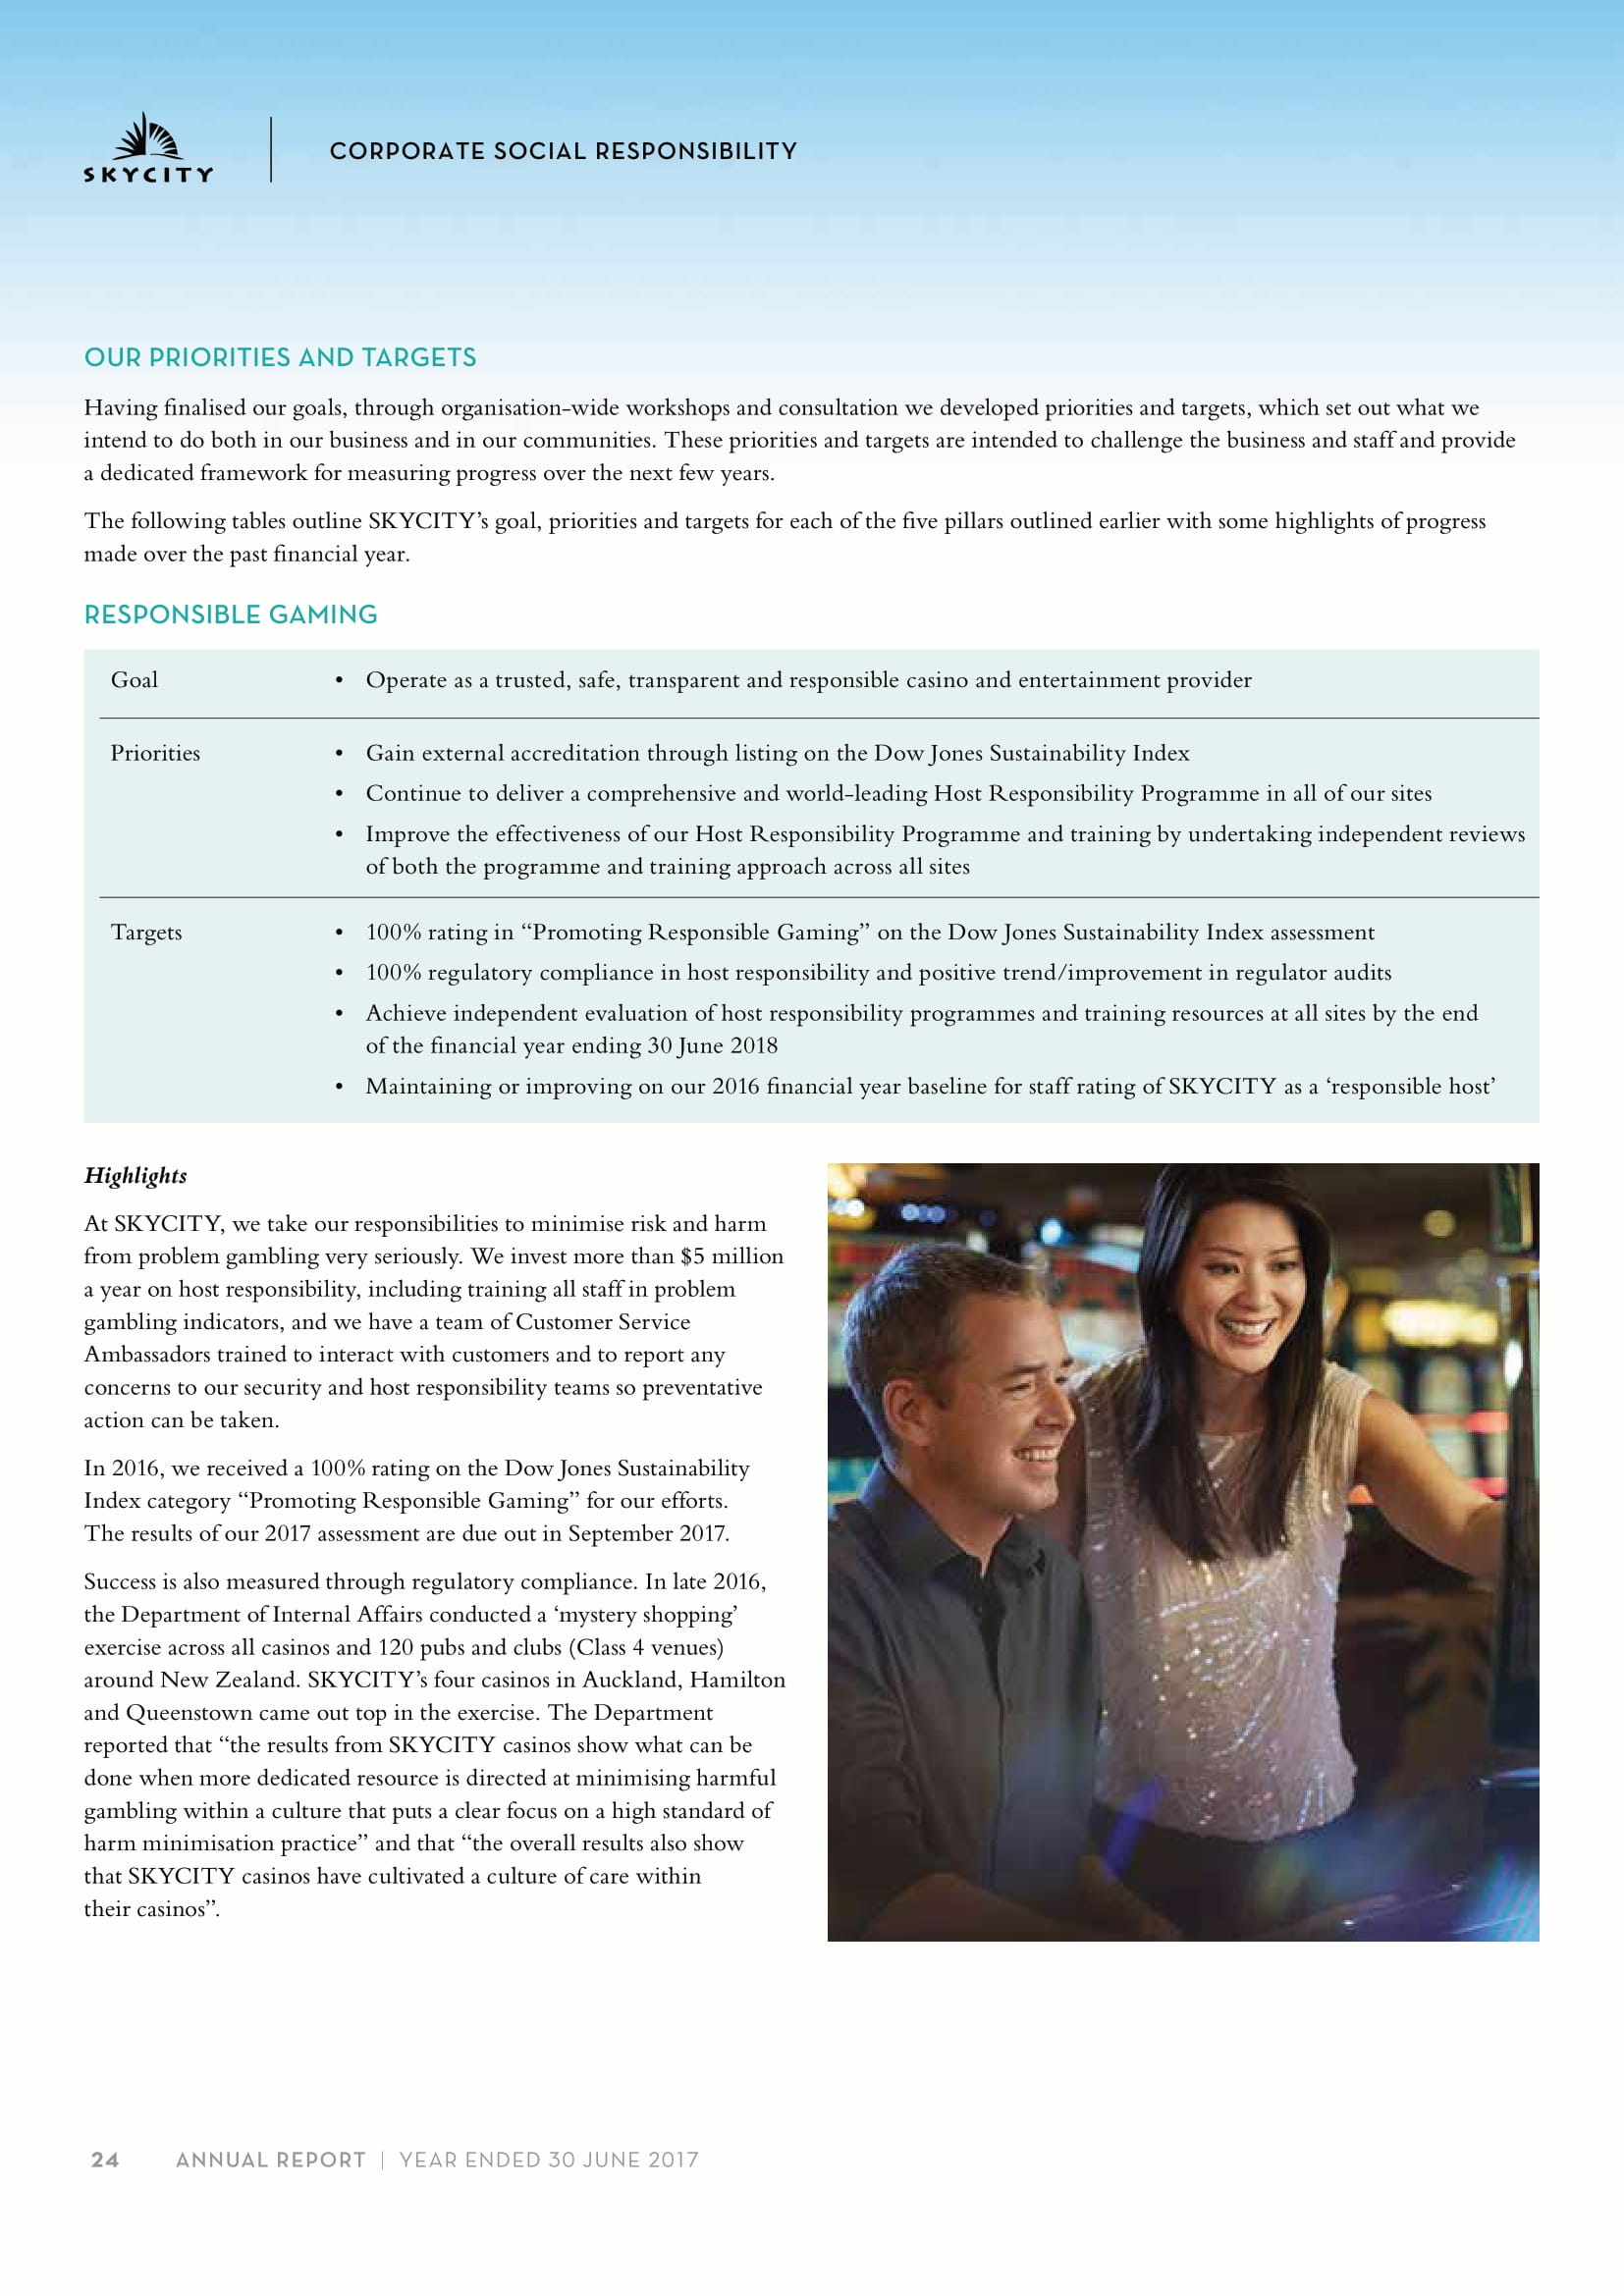 SKYCITY
CORPORATE SOCIAL RESPONSIBILITY
OUR PRIORITIES AND TARGETS
Having finalised our goals, through organisation-wide workshops and consultation we developed priorities and targets, which set out what we
intend to do both in our business and in our communities. These priorities and targets are intended to challenge the business and staff and provide
a dedicated framework for measuring progress over the next few years.
The following tables outline SKYCITY’s goal, priorities and targets for each of the five pillars outlined earlier with some highlights of progress
made over the past financial year.
RESPONSIBLE GAMING
Goal • Operate as a trusted, safe, transparent and responsible casino and entertainment provider
Priorities • Gain external accreditation through listing on the Dow Jones Sustainability Index
• Continue to deliver a comprehensive and world-leading Host Responsibility Programme in all of our sites
• Improve the effectiveness of our Host Responsibility Programme and training by undertaking independent reviews
of both the programme and training approach across all sites
Targets • 100% rating in “Promoting Responsible Gaming” on the Dow Jones Sustainability Index assessment
• 100% regulatory compliance in host responsibility and positive trend/improvement in regulator audits
• Achieve independent evaluation of host responsibility programmes and training resources at all sites by the end
of the financial year ending 30 June 2018
• Maintaining or improving on our 2016 financial year baseline for staff rating of SKYCITY as a ‘responsible host’
Highlights
At SKYCITY, we take our responsibilities to minimise risk and harm
from problem gambling very seriously. We invest more than $5 million
a year on host responsibility, including training all staff in problem
gambling indicators, and we have a team of Customer Service
Ambassadors trained to interact with customers and to report any
concerns to our security and host responsibility teams so preventative
action can be taken.
In 2016, we received a 100% rating on the Dow Jones Sustainability
Index category “Promoting Responsible Gaming” for our efforts.
The results of our 2017 assessment are due out in September 2017.
Success is also measured through regulatory compliance. In late 2016,
the Department of Internal Affairs conducted a ‘mystery shopping’
exercise across all casinos and 120 pubs and clubs (Class 4 venues)
around New Zealand. SKYCITY’s four casinos in Auckland, Hamilton
and Queenstown came out top in the exercise. The Department
reported that “the results from SKYCITY casinos show what can be
done when more dedicated resource is directed at minimising harmful
gambling within a culture that puts a clear focus on a high standard of
harm minimisation practice” and that “the overall results also show
that SKYCITY casinos have cultivated a culture of care within
their casinos”.
24 ANNUAL REPORT | YEAR ENDED 30 JUNE 2017